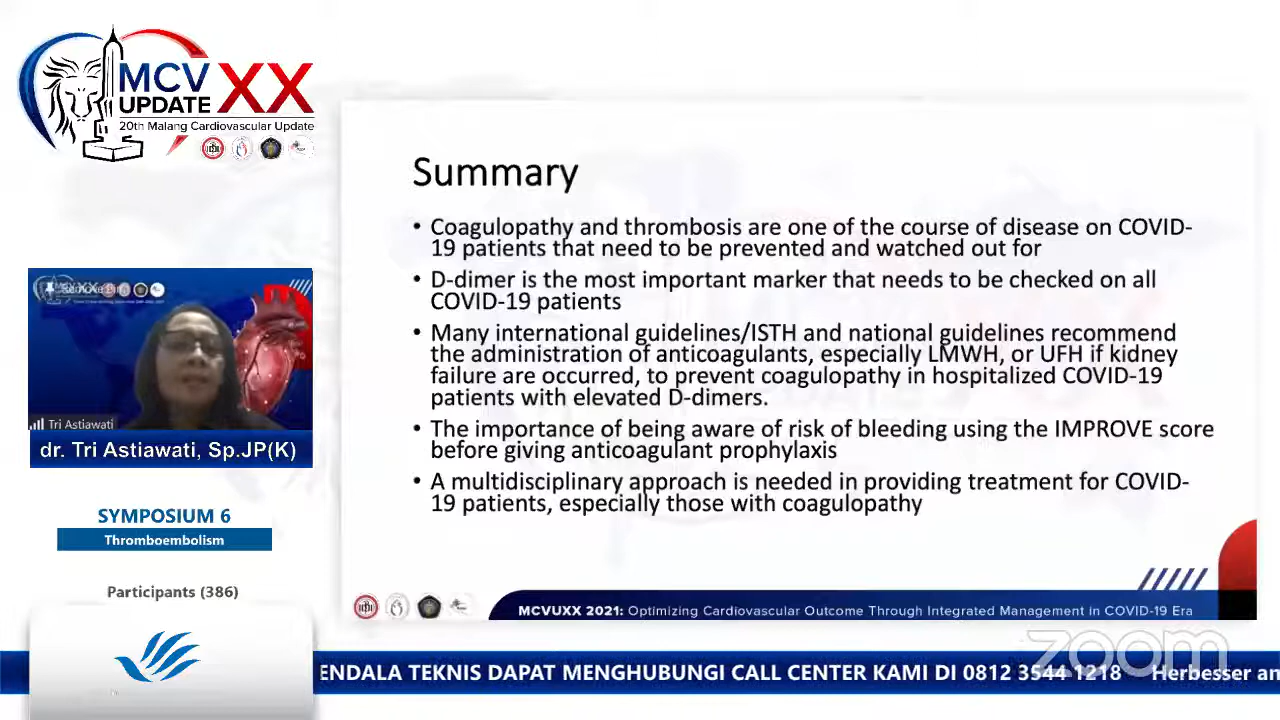 MCV
UPDATE
XX
20th Malang Cardiovascular Update
Summary
• Coagulopathy and thrombosis are one of the course of disease on COVID-
19 patients that need to be prevented and watched out for
• D-dimer is the most important marker that needs to be checked on all
COVID-19 patients
• Many international guidelines/ISTH and national guidelines recommend
the administration of anticoagulants, especially LMWH, or UFH if kidney
failure are occurred, to prevent coagulopathy in hospitalized COVID-19
patients with elevated D-dimers.
• The importance of being aware of risk of bleeding using the IMPROVE score
before giving anticoagulant prophylaxis
• A multidisciplinary approach is needed in providing treatment for COVID-
19 patients, especially those with coagulopathy
Tri Astiawati
dr. Tri Astiawati, Sp.JP(K)
SYMPOSIUM 6
Thromboembolism
Participants (386)
MCVUXX 2021: Optimizing Cardiovascular Outcome Through Integrated Management in COVID-19 Era
zoom
ENDALA TEKNIS DAPAT MENGHUBUNGI CALL CENTER KAMI DI 0812 3544 1218 Herbesser an